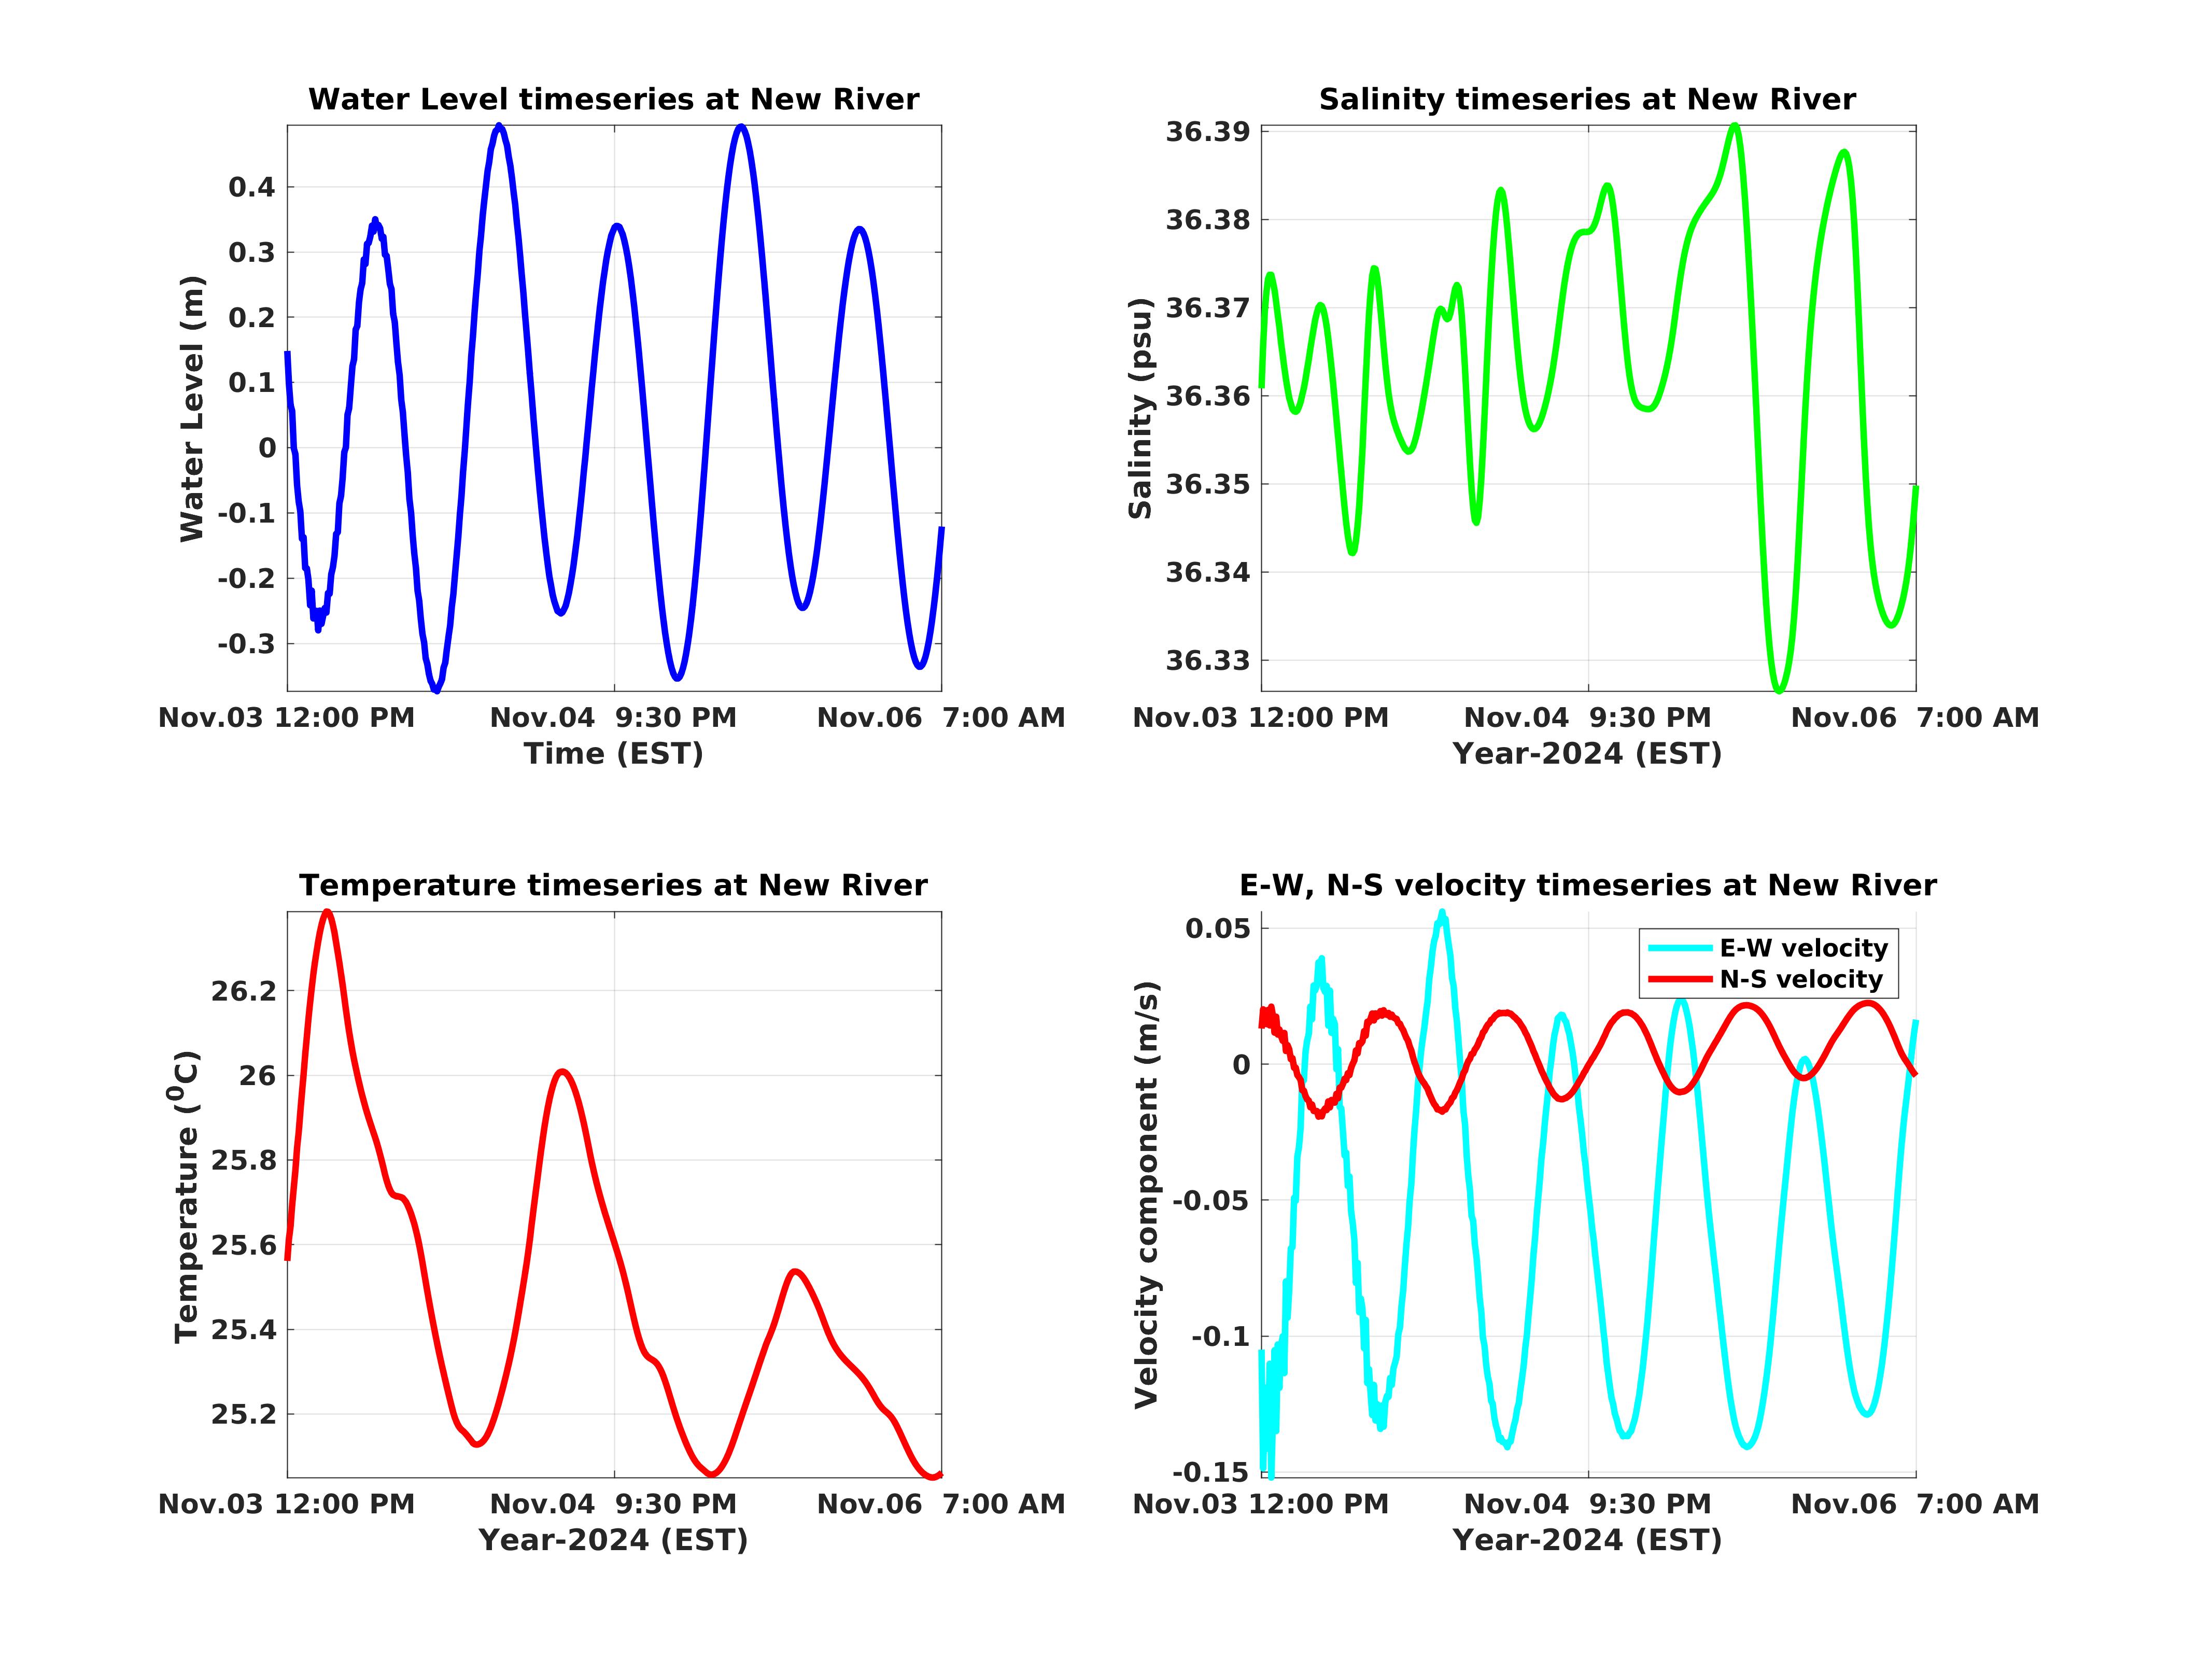 Water Level timeseries at New River
Water Level (m)
0.4
0.3
0.2
0.1
0
-0.1
-0.2
-0.3
Nov.03 12:00 PM
Nov.04 9:30 PM
Nov.06 7:00 AM
Time (EST)
Salinity timeseries at New River
Salinity (psu)
36.39
36.38
36.37
36.36
36.35
36.34
36.33
Nov.03 12:00 PM
Nov.04 9:30 PM
Nov.06 7:00 AM
Year-2024 (EST)
Temperature timeseries at New River
Temperature (⁰C)
26.2
26
25.8
25.6
25.4
25.2
Nov.03 12:00 PM
Nov.04 9:30 PM
Nov.06 7:00 AM
Year-2024 (EST)
E-W, N-S velocity timeseries at New River
Velocity component (m/s)
0.05
0
-0.05
-0.1
-0.15
E-W velocity
N-S velocity
Nov.03 12:00 PM
Nov.04 9:30 PM
Nov.06 7:00 AM
Year-2024 (EST)